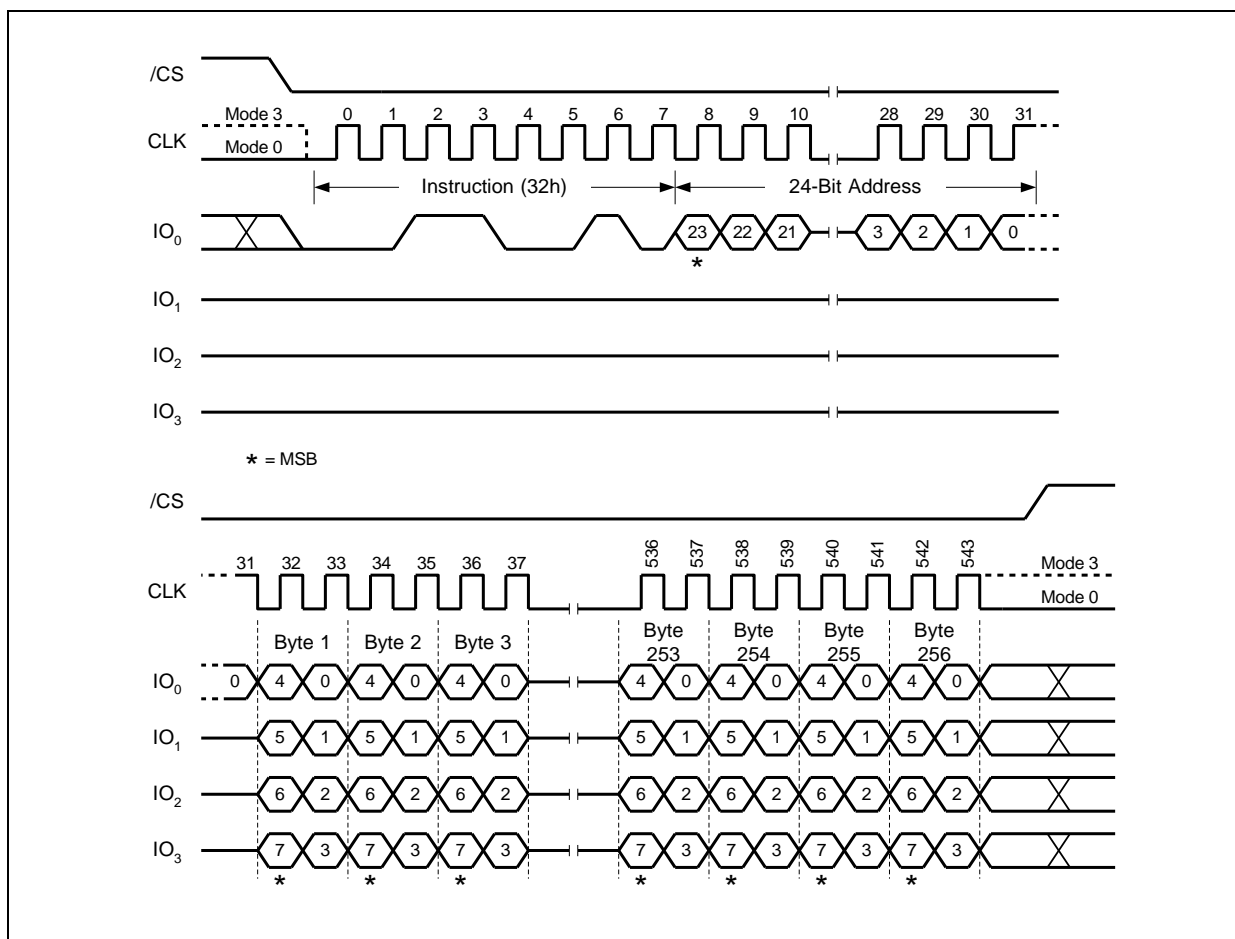 /CS
Mode 3 0 1 2 3 4 5 6 7 8 9 10 28 29 30 31
CLK
Mode 0
Instruction (32h) 24-Bit Address
IO0 23 22 21 3 2 1 0
*
IO1
IO2
IO3
* = MSB
/CS
31 32 33 34 35 36 37 536 537 538 539 540 541 542 543 Mode 3
CLK
Mode 0
Byte 1 Byte 2 Byte 3 Byte 253 Byte 254 Byte 255 Byte 256
IO0 0 4 0 4 0 4 0 4 0 4 0 4 0 4 0
IO1 5 1 5 1 5 1 5 1 5 1 5 1 5 1
IO2 6 2 6 2 6 2 6 2 6 2 6 2 6 2
IO3 7 3 7 3 7 3 7 3 7 3 7 3 7 3
* * * * * * *